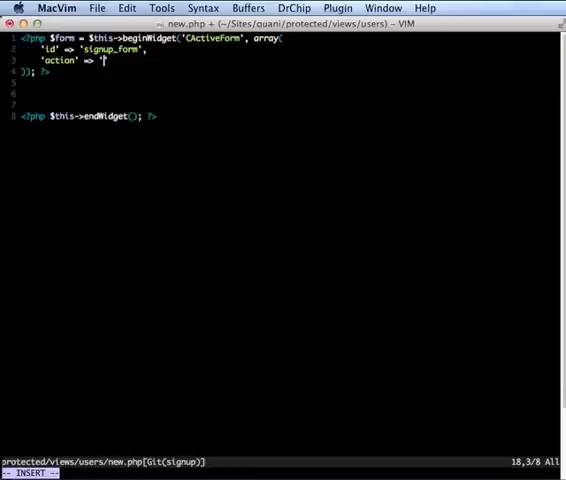 MacVim File Edit Tools Syntax Buffers DrChip Plugin Window Help
new.php + (~/Sites/quani/protected/views/users) – VIM
1 <?php $form = $this->beginWidget('CActiveForm', array(
2 'id' => 'signup_form',
3 'action' => '
4 )); ?>
5
6
7
8 <?php $this->endWidget(); ?>
protected/views/users/new.php[Git(signup)] 18,3/8 All
-- INSERT --